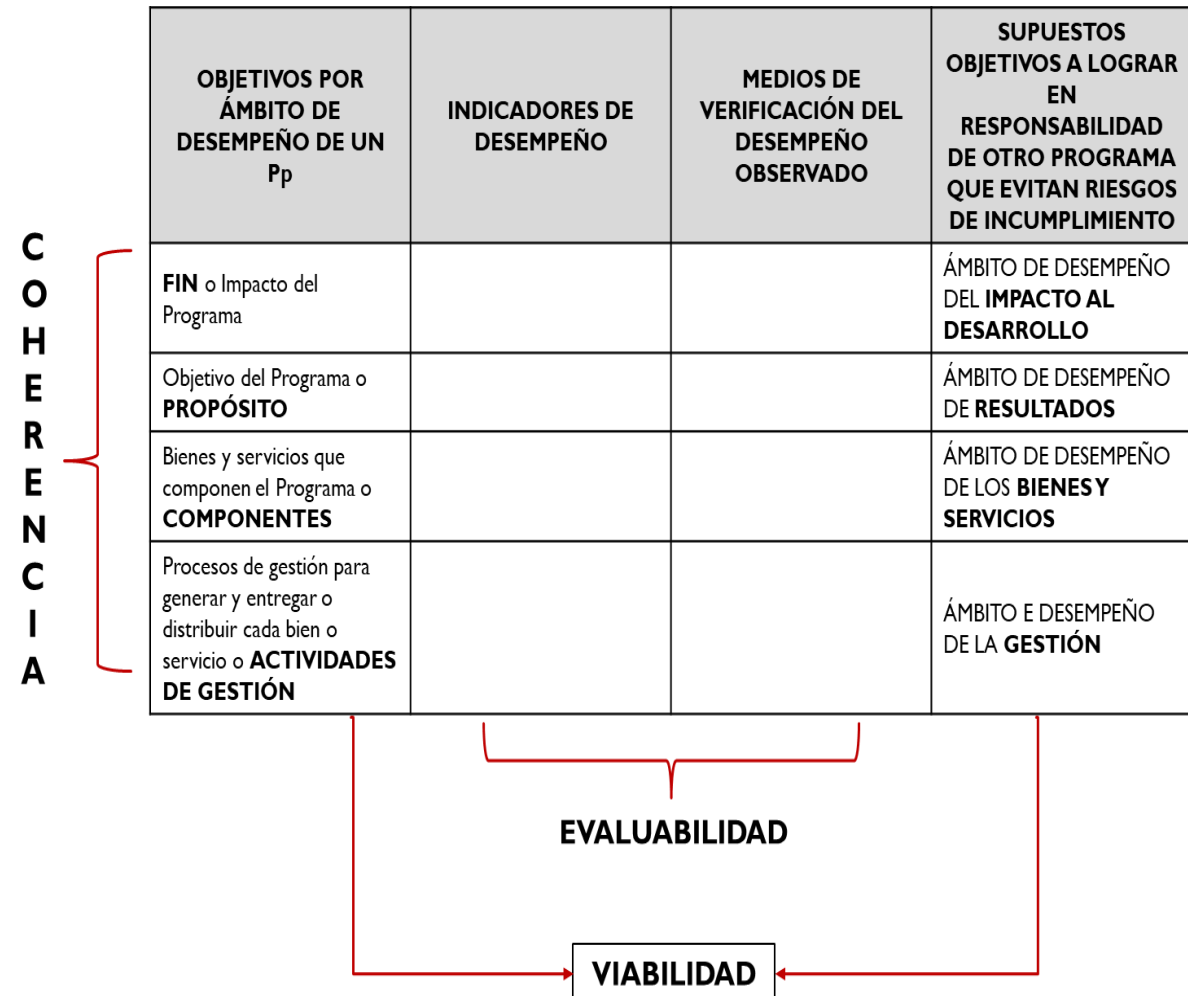 OBJETIVOS POR
ÁMBITO DE
DESEMPEÑO DE UN
Pp
INDICADORES DE
DESEMPEÑO
MEDIOS DE
VERIFICACIÓN DEL
DESEMPEÑO
OBSERVADO
SUPUESTOS
OBJETIVOS A LOGRAR
EN
RESPONSABILIDAD
DE OTRO PROGRAMA
QUE EVITAN RIESGOS
DE INCUMPLIMIENTO
C
O
H
E
R
E
N
C
I
A
FIN o Impacto del
Programa
ÁMBITO DE DESEMPEÑO
DEL IMPACTO AL
DESARROLLO
Objetivo del Programa o
PROPÓSITO
ÁMBITO DE DESEMPEÑO
DE RESULTADOS
Bienes y servicios que
componen el Programa o
COMPONENTES
ÁMBITO DE DESEMPEÑO
DE LOS BIENES Y
SERVICIOS
Procesos de gestión para
generar y entregar o
distribuir cada bien o
servicio o ACTIVIDADES
DE GESTIÓN
ÁMBITO E DESEMPEÑO
DE LA GESTIÓN
EVALUABILIDAD
VIABILIDAD